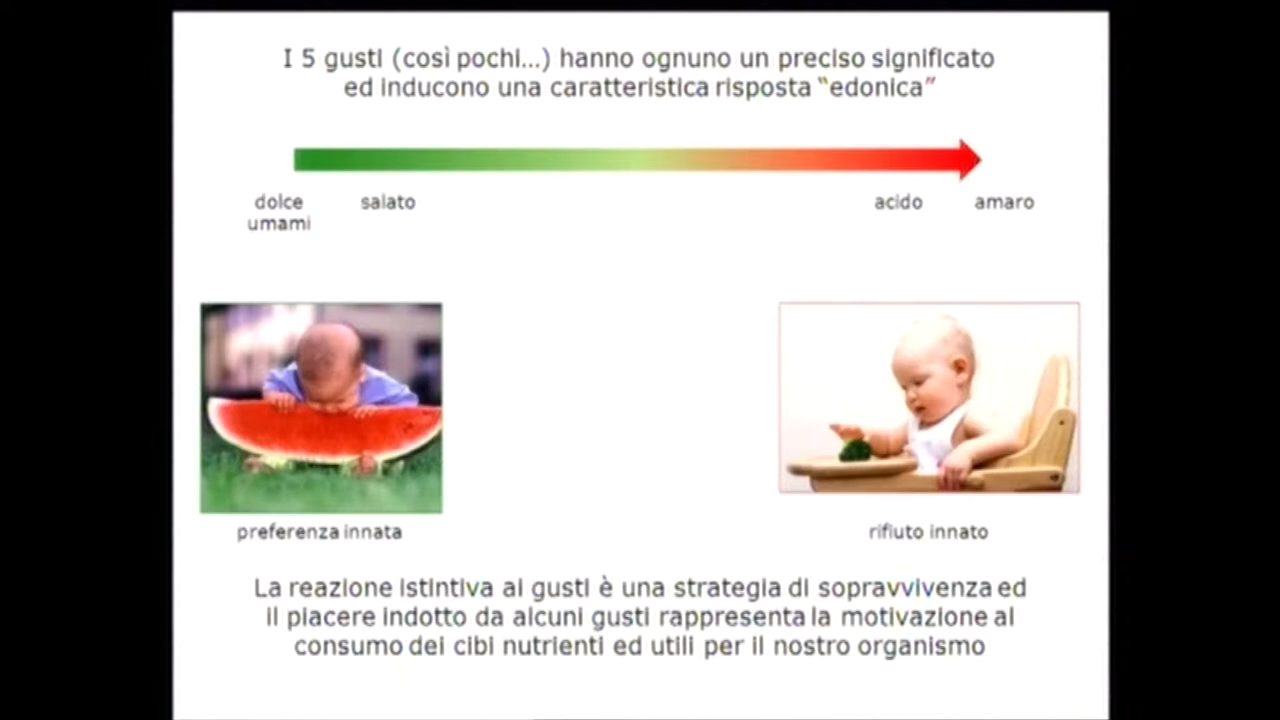 I 5 gusti (così pochi...) hanno ognuno un preciso significato
ed inducono una caratteristica risposta “edonica”
dolce salato acido amaro
umami
preferenza innata rifiuto innato
La reazione istintiva ai gusti è una strategia di sopravvivenza ed
il piacere indotto da alcuni gusti rappresenta la motivazione al
consumo dei cibi nutrienti ed utili per il nostro organismo